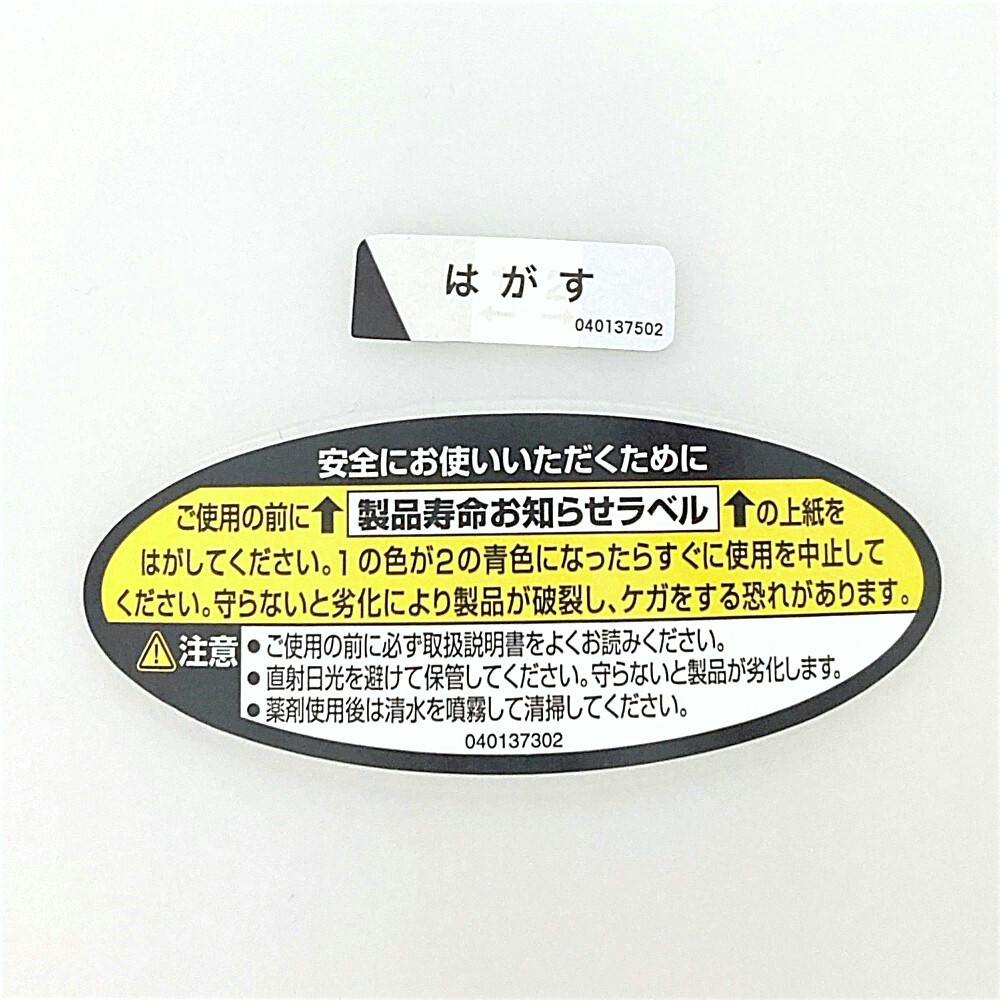 はがす
2
← →
040137502
安全にお使いいただくために
ご使用の前に↑製品寿命お知らせラベル↑の上紙を
はがしてください。1の色が2の青色になったらすぐに使用を中止して
ください。守らないと劣化により製品が破裂し、ケガをする恐れがあります。
注意
●ご使用の前に必ず取扱説明書をよくお読みください。
●直射日光を避けて保管してください。守らないと製品が劣化します。
●薬剤使用後は清水を噴霧して清掃してください。
040137302